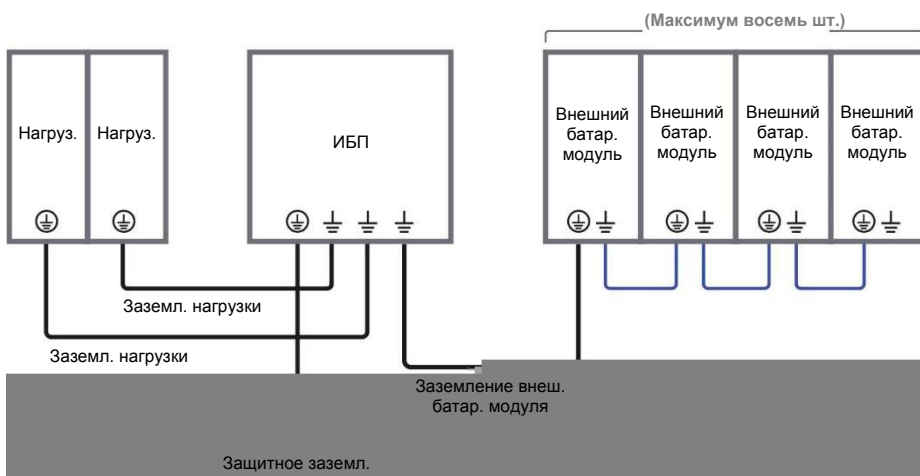 (Максимум восемь шт.)
Нагруз.
Нагруз.
ИБП
Внешний
батар.
модуль
Внешний
батар.
модуль
Внешний
батар.
модуль
Внешний
батар.
модуль
Заземл. нагрузки
Заземл. нагрузки
Заземление внеш.
батар. модуля
Защитное заземл.